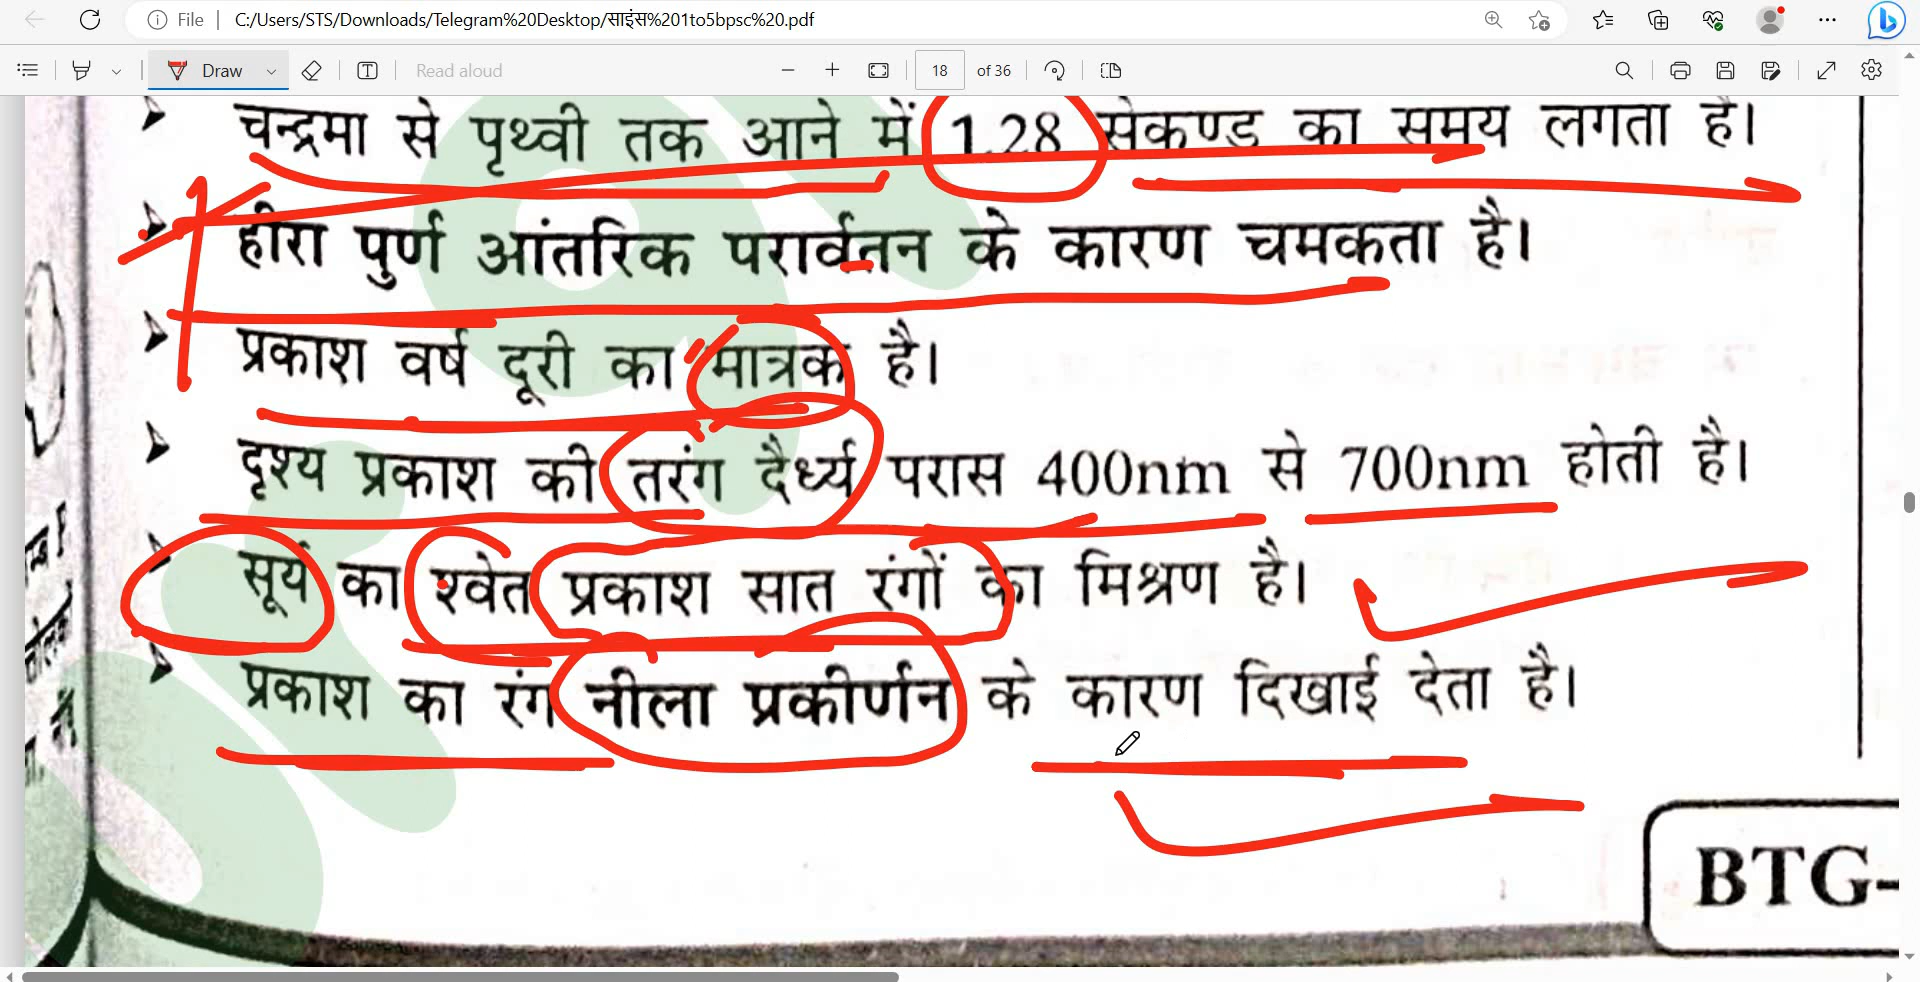 File C:/Users/STS/Downloads/Telegram%20Desktop/साइंस%201to5bpsc%20.pdf
Draw Read aloud 18 of 36
चन्द्रमा से पृथ्वी तक आने में 1.28 सेकण्ड का समय लगता है।
हीरा पुर्ण आंतरिक परार्वतन के कारण चमकता है।
प्रकाश वर्ष दूरी का मात्रक है।
दृश्य प्रकाश की तरंग दैर्ध्य परास 400nm से 700nm होती है।
सूर्य का श्वेत प्रकाश सात रंगों का मिश्रण है।
प्रकाश का रंग नीला प्रकीर्णन के कारण दिखाई देता है।
BTG-